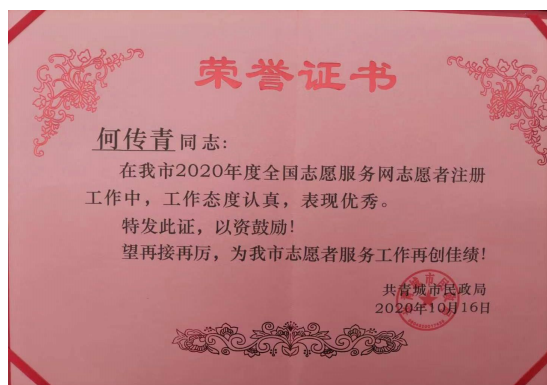 荣誉证书
何传青同志:
在我市2020年度全国志愿服务网志愿者注册
工作中，工作态度认真，表现优秀。
特发此证，以资鼓励!
望再接再厉，为我市志愿者服务工作再创佳绩!
共青城市民政局
2020年10月16日